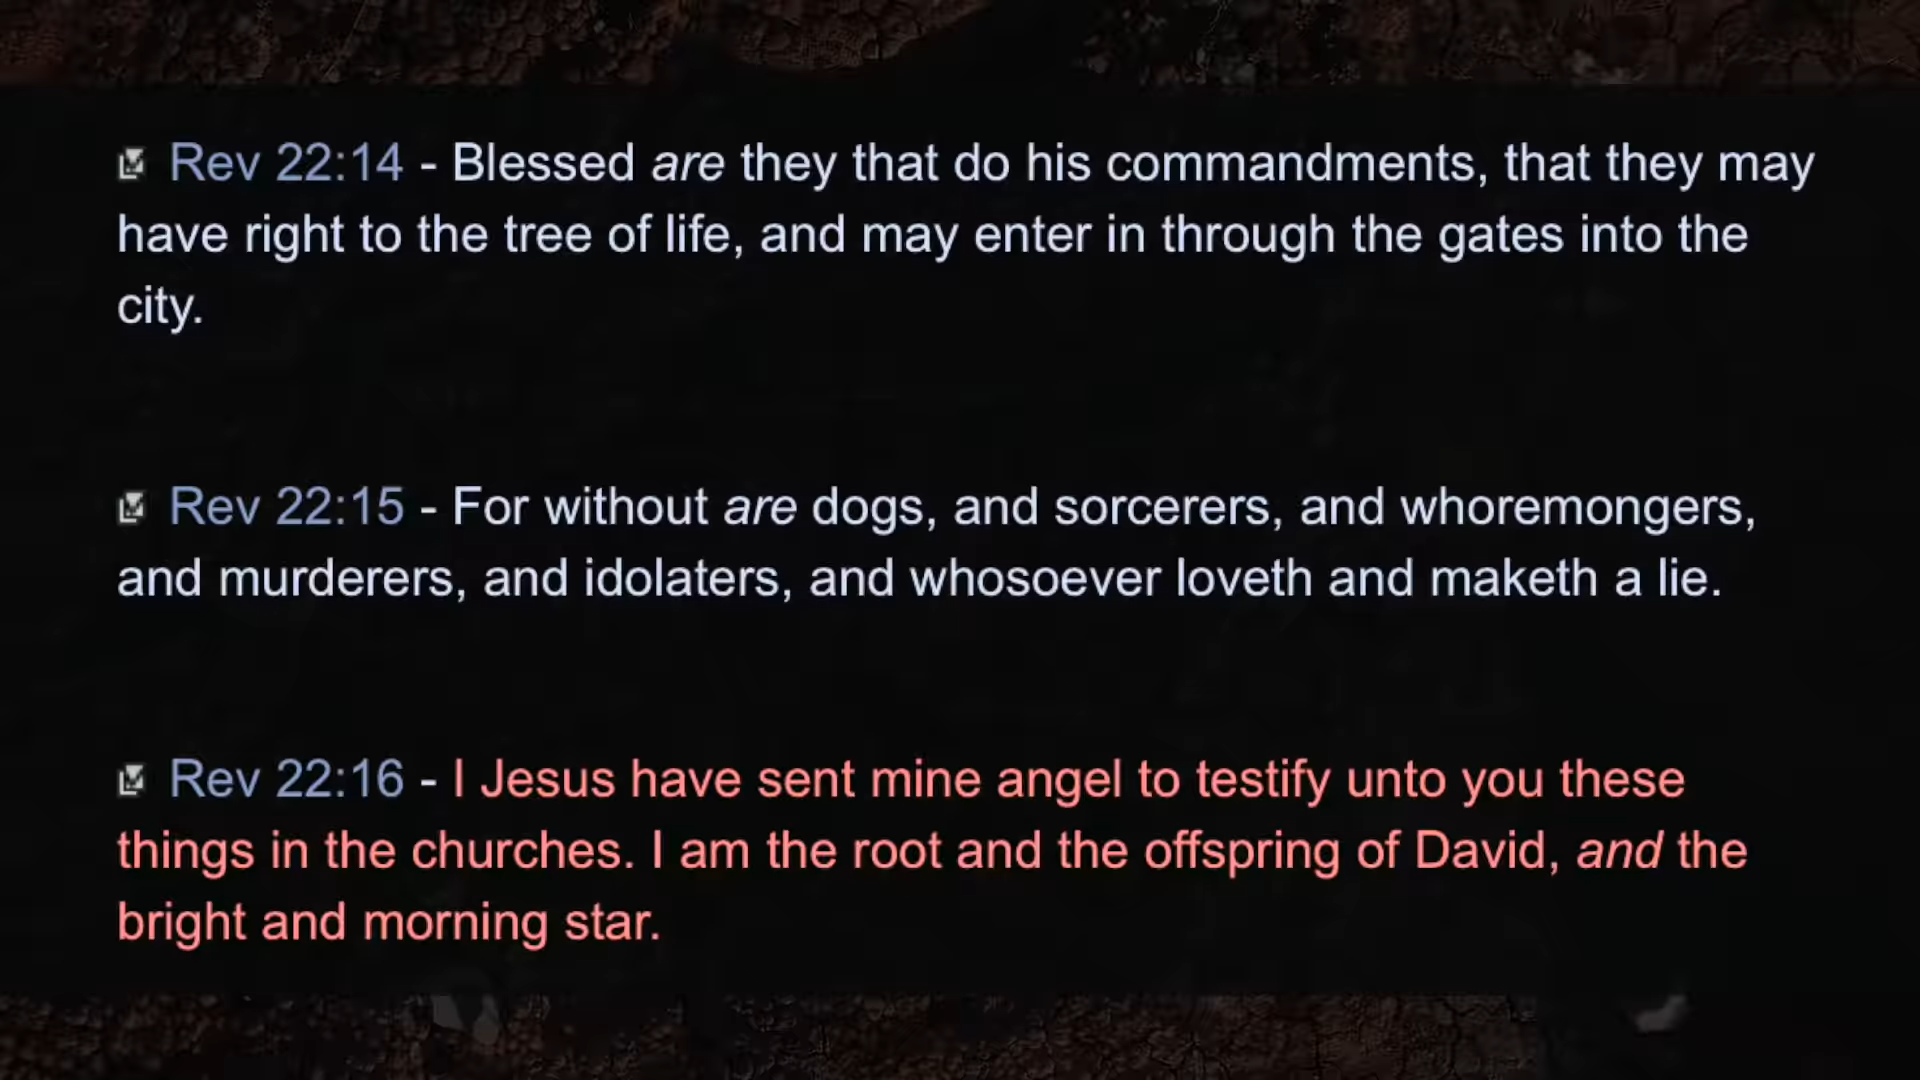 Rev 22:14 - Blessed are they that do his commandments, that they may
have right to the tree of life, and may enter in through the gates into the
city.
Rev 22:15 - For without are dogs, and sorcerers, and whoremongers,
and murderers, and idolaters, and whosoever loveth and maketh a lie.
Rev 22:16 - I Jesus have sent mine angel to testify unto you these
things in the churches. I am the root and the offspring of David, and the
bright and morning star.